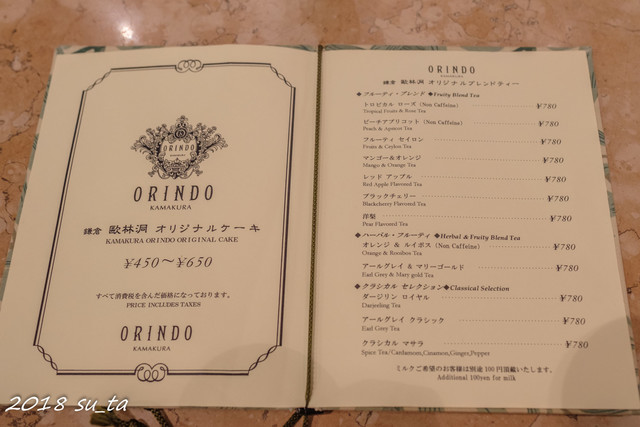 ORINDO
ORINDO
KAMAKURA
鎌倉 歐林洞 オリジナルケーキ
KAMAKURA ORINDO ORIGINAL CAKE
¥450～¥650
すべて消費税を含んだ価格になっております。
PRICE INCLUDES TAXES
ORINDO
KAMAKURA
ORINDO
KAMAKURA
鎌倉 歐林洞 オリジナルブレンドティー
◆フルーティ・ブレンド◆Fruity Blend Tea
トロピカル ローズ (Non Caffeine) ¥780
Tropical Fruits & Rose Tea
ピーチアプリコット (Non Caffeine) ¥780
Peach & Apricot Tea
フルーティ セイロン ¥780
Fruits & Ceylon Tea
マンゴー&オレンジ ¥780
Mango & Orange Tea
レッド アップル ¥780
Red Apple Flavored Tea
ブラックチェリー ¥780
Blackcherry Flavored Tea
洋梨 ¥780
Pear Flavored Tea
◆ハーバル・フルーティ◆Herbal & Fruity Blend Tea
オレンジ & ルイボス (Non Caffeine) ¥780
Orange & Rooibos Tea
アールグレイ & マリーゴールド ¥780
Earl Grey & Mary gold Tea
◆クラシカル セレクション◆Classical Selection
ダージリン ロイヤル ¥780
Daejeeling Tea
アールグレイ クラシック ¥780
Earl Grey Tea
クラシカル マサラ ¥780
Spice Tea/Cardamom,Cinamon,Ginger,Pepper
ミルクご希望のお客様は別途100円頂戴いたします。
Additional 100yen for milk
2018 su_ta